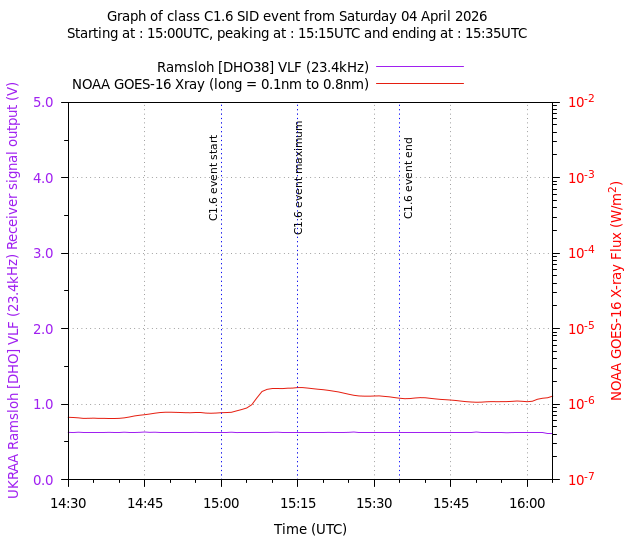 Graph of class C1.6 SID event from Saturday 04 April 2026
Starting at : 15:00UTC, peaking at : 15:15UTC and ending at : 15:35UTC
Ramsloh [DHO38] VLF (23.4kHz)
NOAA GOES-16 Xray (long = 0.1nm to 0.8nm)
UKRAA Ramsloh [DHO] VLF (23.4kHz) Receiver signal output (V)
5.0
4.0
3.0
2.0
1.0
0.0
C1.6 event start
C1.6 event maximum
C1.6 event end
10-2
10-3
10-4
10-5
10-6
10-7
NOAA GOES-16 X-ray Flux (W/m2)
14:30 14:45 15:00 15:15 15:30 15:45 16:00
Time (UTC)